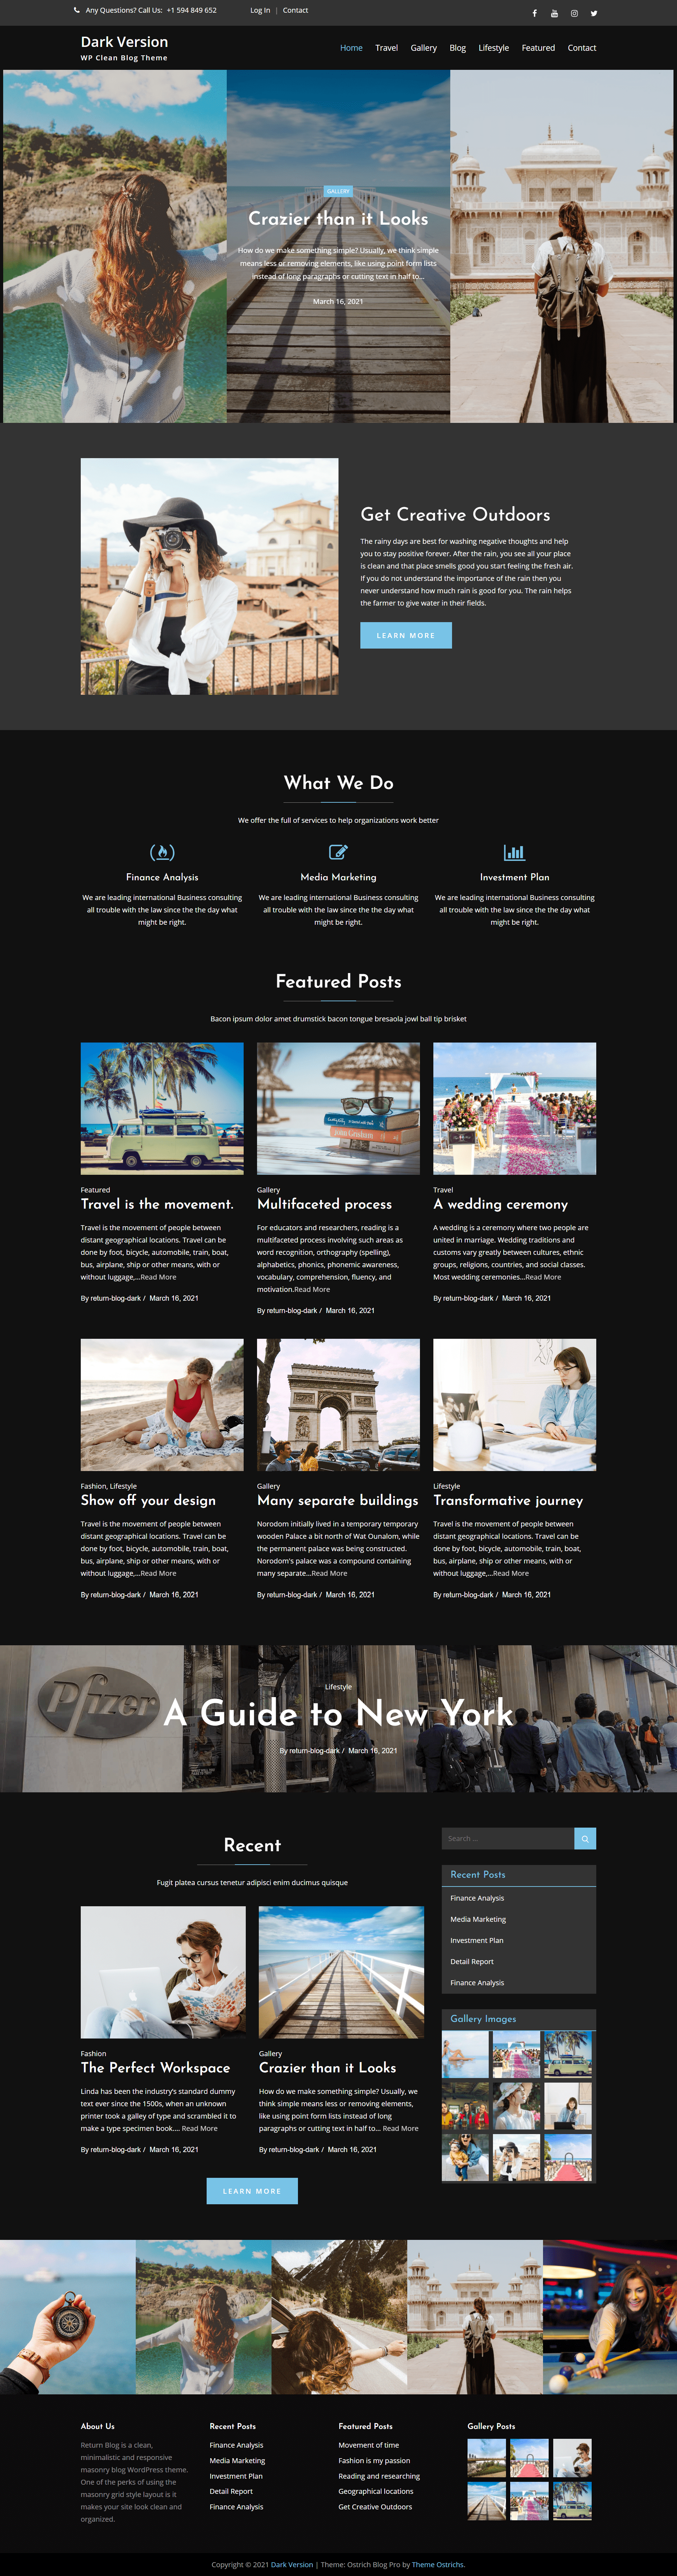 Any Questions? Call Us: +1 594 849 652
Log In | Contact
Dark Version
WP Clean Blog Theme
Home Travel Gallery Blog Lifestyle Featured Contact
GALLERY
Crazier than it Looks
How do we make something simple? Usually, we think simple
means less or removing elements, like using point form lists
instead of long paragraphs or cutting text in half to...
March 16, 2021
Get Creative Outdoors
The rainy days are best for washing negative thoughts and help
you to stay positive forever. After the rain, you see all your place
is clean and that place smells good you start feeling the fresh air.
If you do not understand the importance of the rain then you
never understand how much rain is good for you. The rain helps
the farmer to give water in their fields.
LEARN MORE
What We Do
We offer the full of services to help organizations work better
Finance Analysis
We are leading international Business consulting
all trouble with the law since the the day what
might be right.
Media Marketing
We are leading international Business consulting
all trouble with the law since the the day what
might be right.
Investment Plan
We are leading international Business consulting
all trouble with the law since the the day what
might be right.
Featured Posts
Bacon ipsum dolor amet drumstick bacon tongue bresaola jowl ball tip brisket
Featured
Travel is the movement.
Travel is the movement of people between
distant geographical locations. Travel can be
done by foot, bicycle, automobile, train, boat,
bus, airplane, ship or other means, with or
without luggage,...Read More
By return-blog-dark / March 16, 2021
Gallery
Multifaceted process
For educators and researchers, reading is a
multifaceted process involving such areas as
word recognition, orthography (spelling),
alphabetics, phonics, phonemic awareness,
vocabulary, comprehension, fluency, and
motivation.Read More
By return-blog-dark / March 16, 2021
Travel
A wedding ceremony
A wedding is a ceremony where two people are
united in marriage. Wedding traditions and
customs vary greatly between cultures, ethnic
groups, religions, countries, and social classes.
Most wedding ceremonies...Read More
By return-blog-dark / March 16, 2021
Fashion, Lifestyle
Show off your design
Travel is the movement of people between
distant geographical locations. Travel can be
done by foot, bicycle, automobile, train, boat,
bus, airplane, ship or other means, with or
without luggage,...Read More
By return-blog-dark / March 16, 2021
Gallery
Many separate buildings
Norodom initially lived in a temporary temporary
wooden Palace a bit north of Wat Ounalom, while
the permanent palace was being constructed.
Norodom's palace was a compound containing
many separate...Read More
By return-blog-dark / March 16, 2021
Lifestyle
Transformative journey
Travel is the movement of people between
distant geographical locations. Travel can be
done by foot, bicycle, automobile, train, boat,
bus, airplane, ship or other means, with or
without luggage,...Read More
By return-blog-dark / March 16, 2021
Pfizer
Lifestyle
A Guide to New York
By return-blog-dark / March 16, 2021
Recent
Fugit platea cursus tenetur adipisci enim ducimus quisque
Fashion
The Perfect Workspace
Linda has been the industry's standard dummy
text ever since the 1500s, when an unknown
printer took a galley of type and scrambled it to
make a type specimen book.... Read More
By return-blog-dark / March 16, 2021
Gallery
Crazier than it Looks
How do we make something simple? Usually, we
think simple means less or removing elements,
like using point form lists instead of long
paragraphs or cutting text in half to... Read More
By return-blog-dark / March 16, 2021
LEARN MORE
Search ...
Recent Posts
Finance Analysis
Media Marketing
Investment Plan
Detail Report
Finance Analysis
Gallery Images
About Us
Return Blog is a clean,
minimalistic and responsive
masonry blog WordPress theme.
One of the perks of using the
masonry grid style layout is it
makes your site look clean and
organized.
Recent Posts
Finance Analysis
Media Marketing
Investment Plan
Detail Report
Finance Analysis
Featured Posts
Movement of time
Fashion is my passion
Reading and researching
Geographical locations
Get Creative Outdoors
Gallery Posts
Copyright © 2021 Dark Version | Theme: Ostrich Blog Pro by Theme Ostrichs.